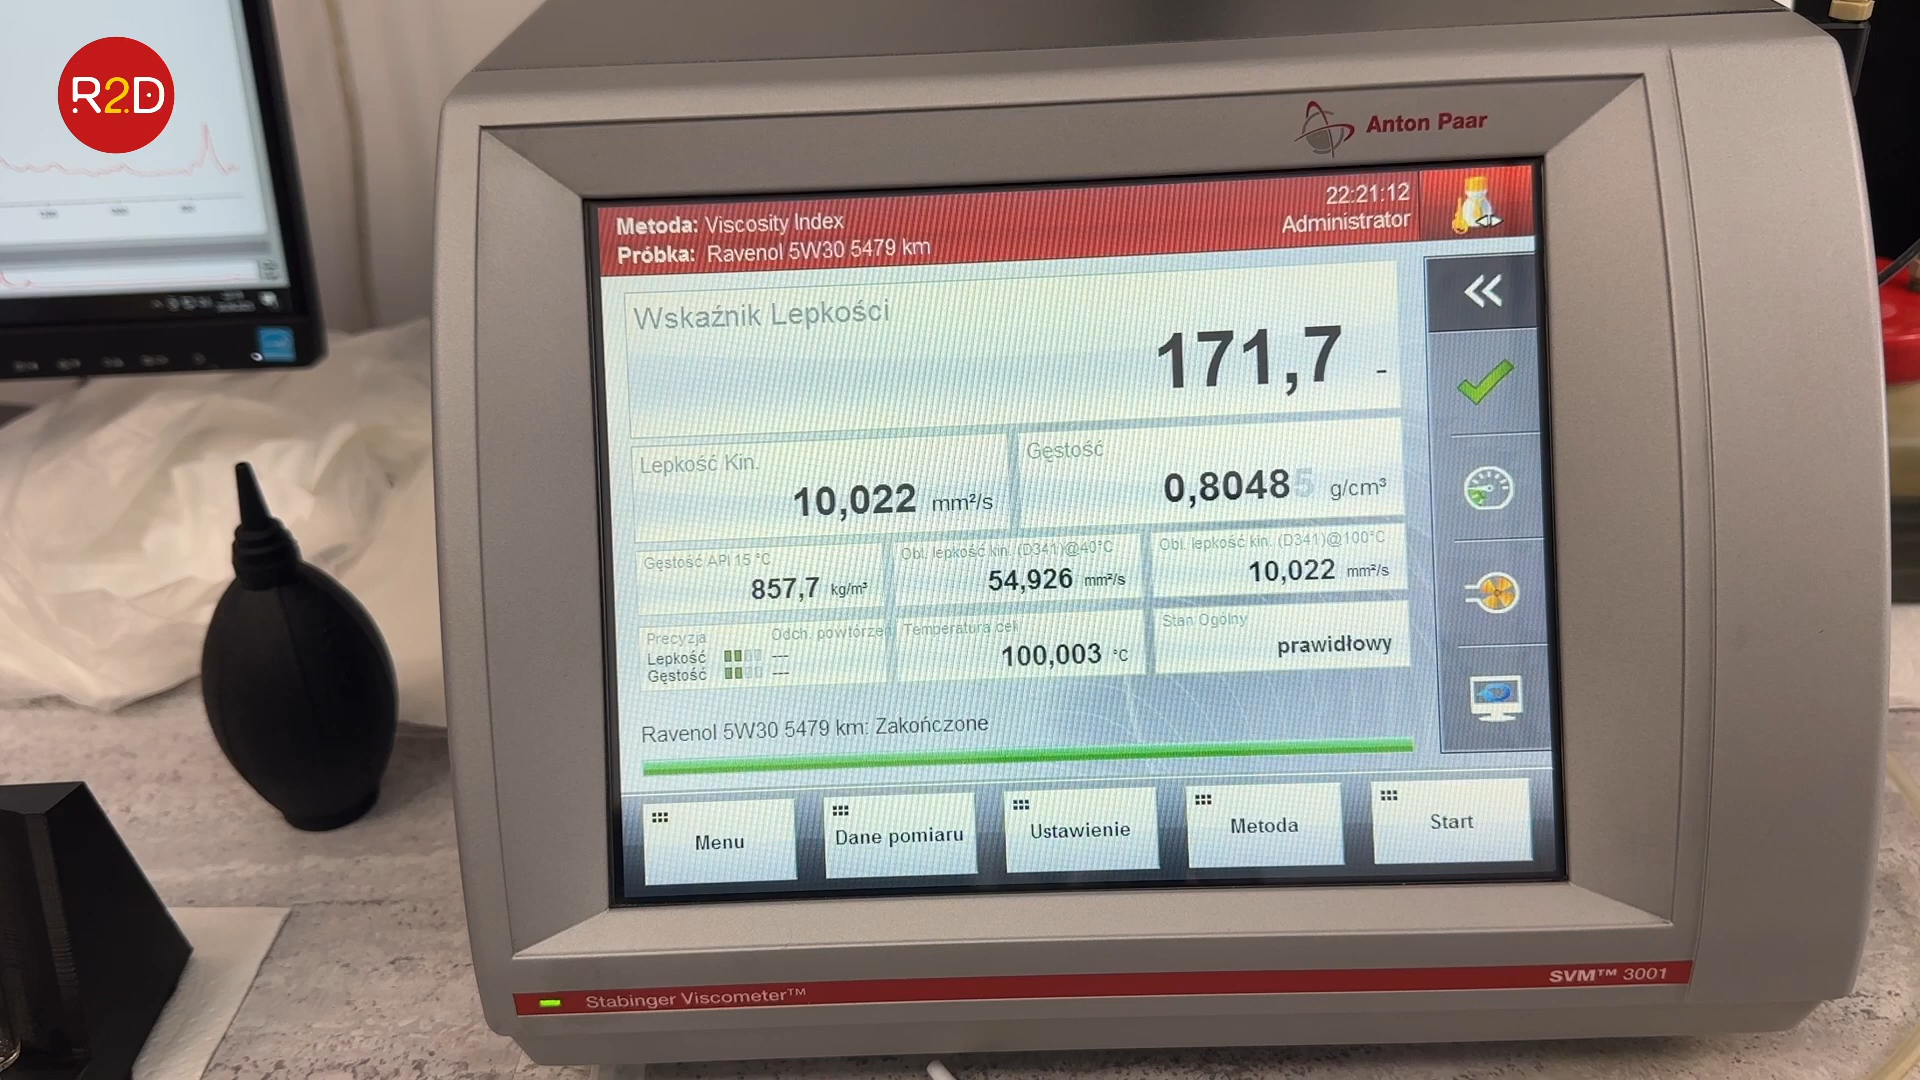 R2D
Anton Paar
Metoda: Viscosity Index
Próbka: Ravenol 5W30 5479 km
22:21:12
Administrator
Wskaźnik Lepkości
171,7 -
Lepkość Kin.
10,022 mm²/s
Gęstość
0,80485 g/cm³
Gęstość API 15 °C
857,7 kg/m³
Obl. lepkość kin. (D341)@40°C
54,926 mm²/s
Obl. lepkość kin. (D341)@100°C
10,022 mm²/s
Precyzja Odch. powtórzeń
Lepkość ---
Gęstość ---
Temperatura celi
100,003 °C
Stan Ogólny
prawidłowy
Ravenol 5W30 5479 km: Zakończone
Menu
Dane pomiaru
Ustawienie
Metoda
Start
Stabinger Viscometer™
SVM™ 3001